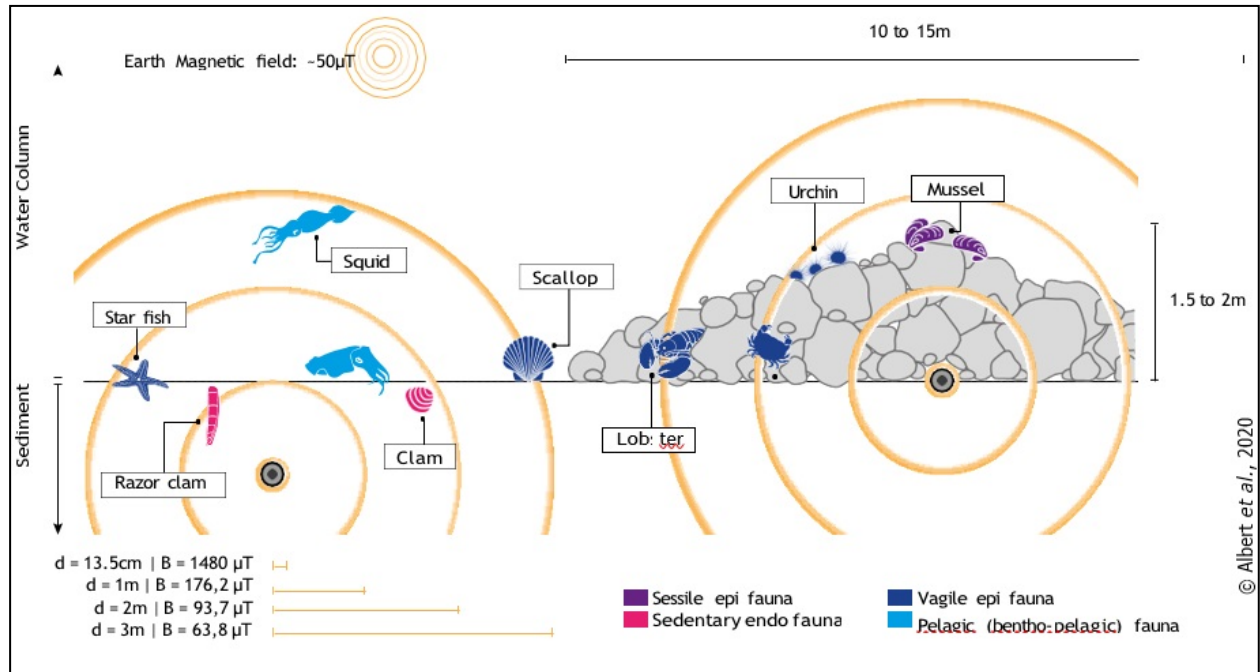 Earth Magnetic field: ~50µT
10 to 15m
Water Column
Sediment
Squid
Star fish
Scallop
Urchin
Mussel
1.5 to 2m
Razor clam
Clam
Lobster
d = 13.5cm | B = 1480 µT
d = 1m | B = 176,2 µT
d = 2m | B = 93,7 µT
d = 3m | B = 63,8 µT
Sessile epi fauna
Sedentary endo fauna
Vagile epi fauna
Pelagic (bentho-pelagic) fauna
© Albert et al., 2020